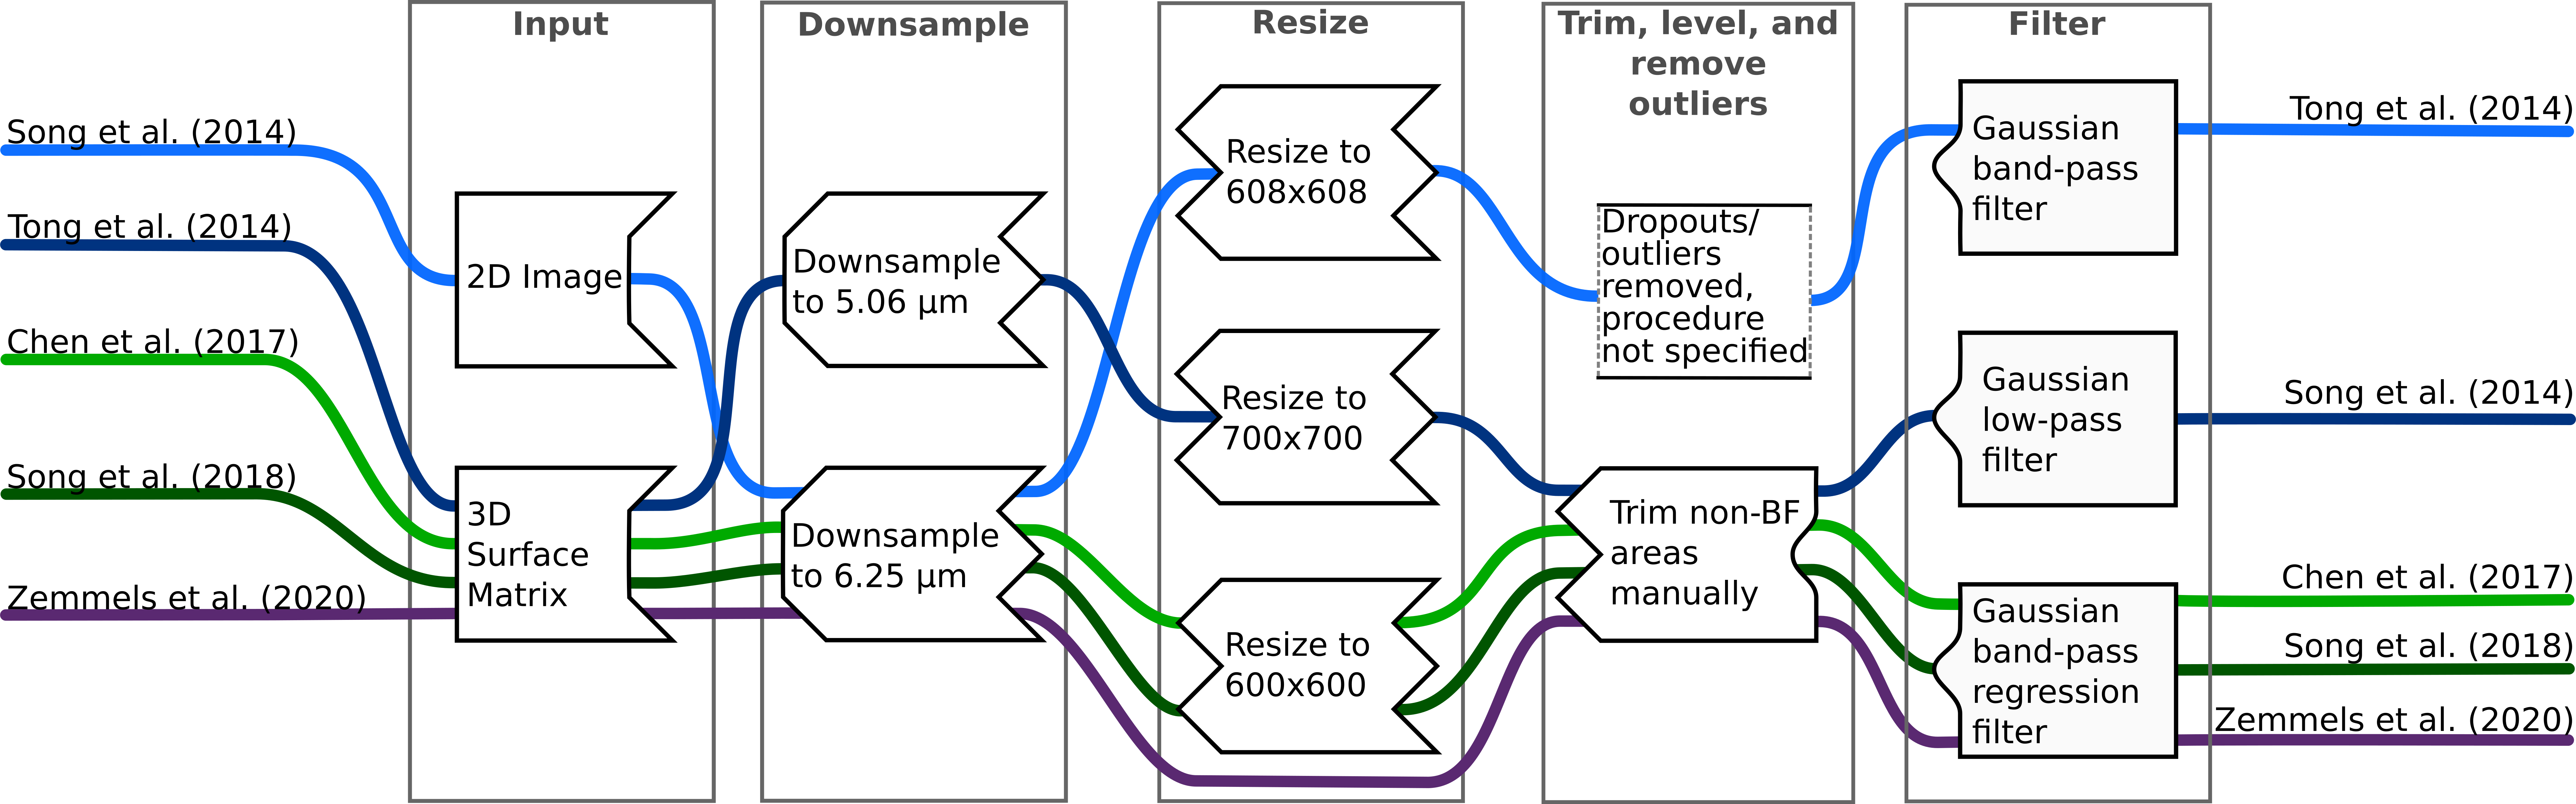 Input
Downsample
Resize
Trim, level, and
remove
outliers
Filter
Song et al. (2014)
Tong et al. (2014)
Chen et al. (2017)
Song et al. (2018)
Zemmels et al. (2020)
2D Image
3D
Surface
Matrix
Downsample
to 5.06 µm
Downsample
to 6.25 µm
Resize to
608x608
Resize to
700x700
Resize to
600x600
Dropouts/
outliers
removed,
procedure
not specified
Trim non-BF
areas
manually
Gaussian
band-pass
filter
Gaussian
low-pass
filter
Gaussian
band-pass
regression
filter
Tong et al. (2014)
Song et al. (2014)
Chen et al. (2017)
Song et al. (2018)
Zemmels et al. (2020)